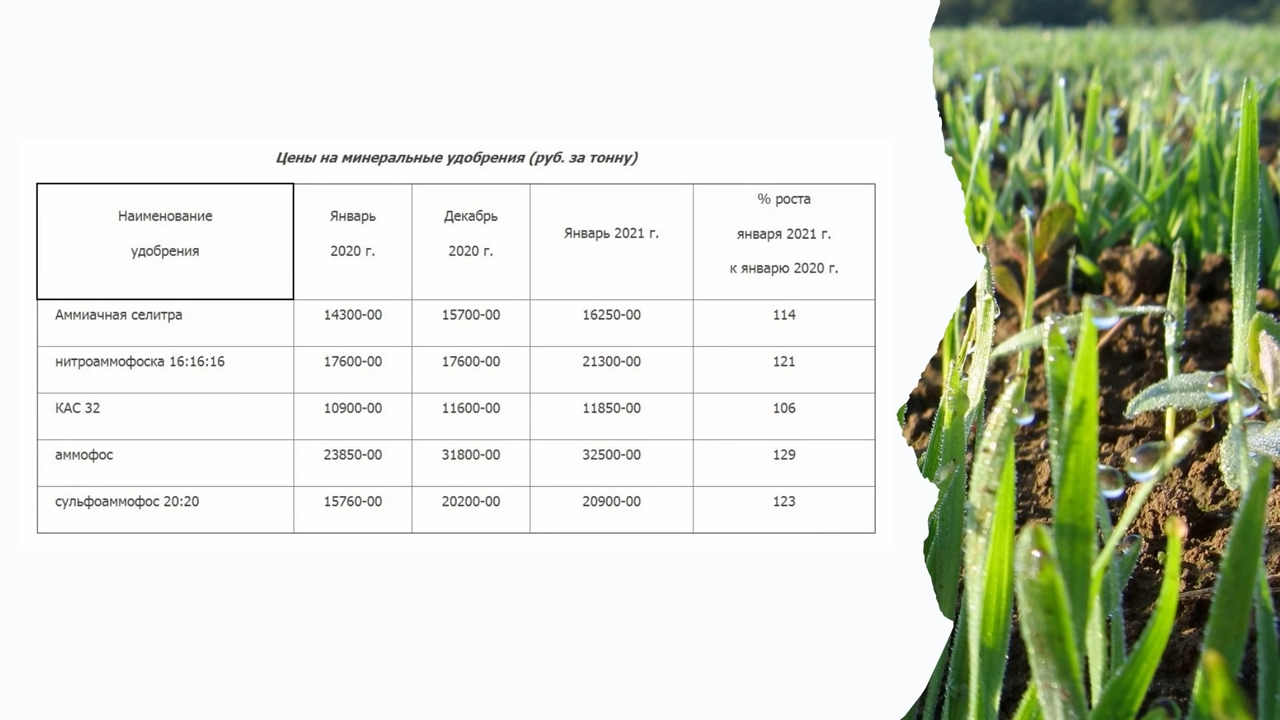 Цены на минеральные удобрения (руб. за тонну)
Наименование
удобрения
Январь
2020 г.
Декабрь
2020 г.
Январь 2021 г.
% роста
января 2021 г.
к январю 2020 г.
Аммиачная селитра 14300-00 15700-00 16250-00 114
нитроаммофоска 16:16:16 17600-00 17600-00 21300-00 121
КАС 32 10900-00 11600-00 11850-00 106
аммофос 23850-00 31800-00 32500-00 129
сульфоаммофос 20:20 15760-00 20200-00 20900-00 123